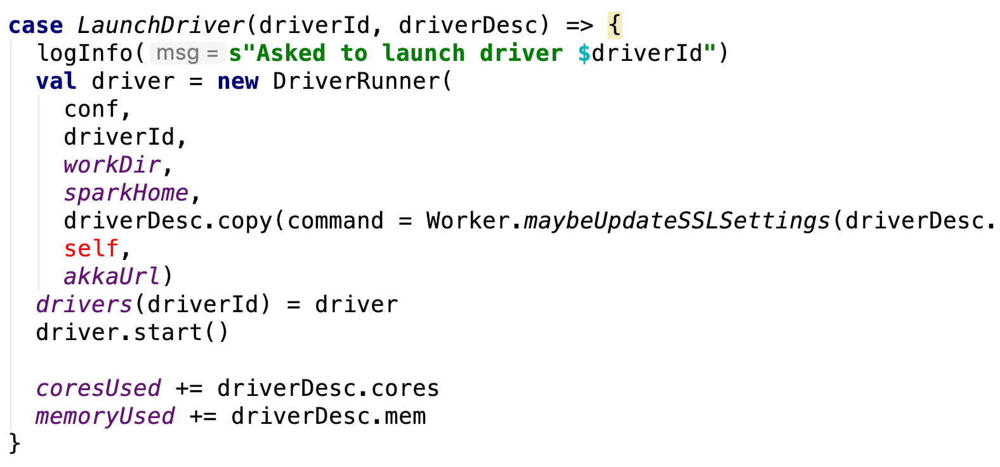 case LaunchDriver(driverId, driverDesc) => {
  logInfo( msg = s"Asked to launch driver $driverId")
  val driver = new DriverRunner(
    conf,
    driverId,
    workDir,
    sparkHome,
    driverDesc.copy(command = Worker.maybeUpdateSSLSettings(driverDesc.
    self,
    akkaUrl)
  drivers(driverId) = driver
  driver.start()

  coresUsed += driverDesc.cores
  memoryUsed += driverDesc.mem
}